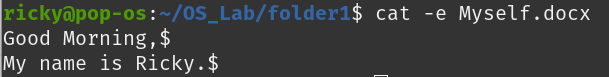 ricky@pop-os:~/OS_Lab/folder1$ cat -e Myself.docx
Good Morning,$
My name is Ricky.$